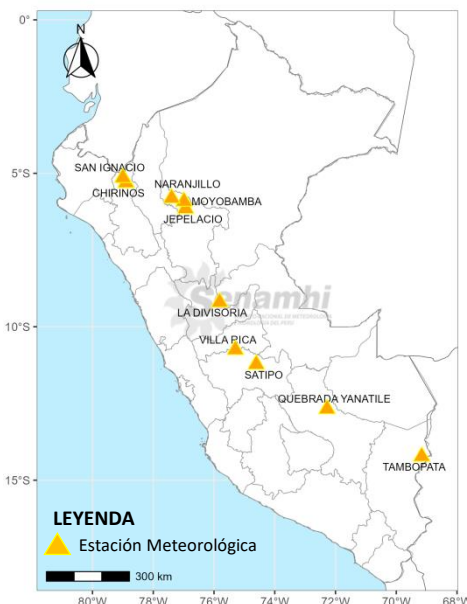 0°
N
SAN IGNACIO
5°S
CHIRINOS
NARANJILLO
MOYOBAMBA
JEPELACIO
Senamhi
LA DIVISORIA
10°S
VILLA PICA
SATIPO
QUEBRADA YANATILE
TAMBOPATA
15°S
LEYENDA
Estación Meteorológica
300 km
80°W 78°W 76°W 74°W 72°W 70°W 68°W